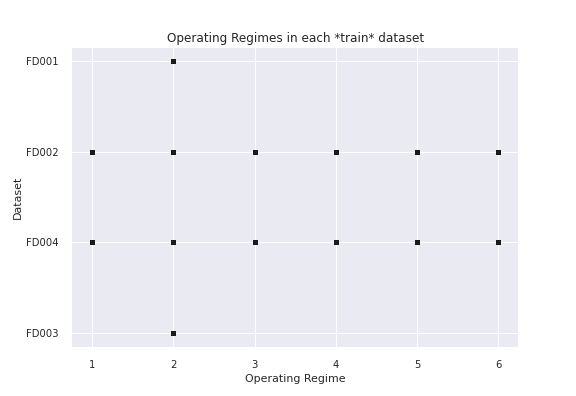 Operating Regimes in each *train* dataset
FD001
FD002
Dataset
FD004
FD003
1 2 3 4 5 6
Operating Regime